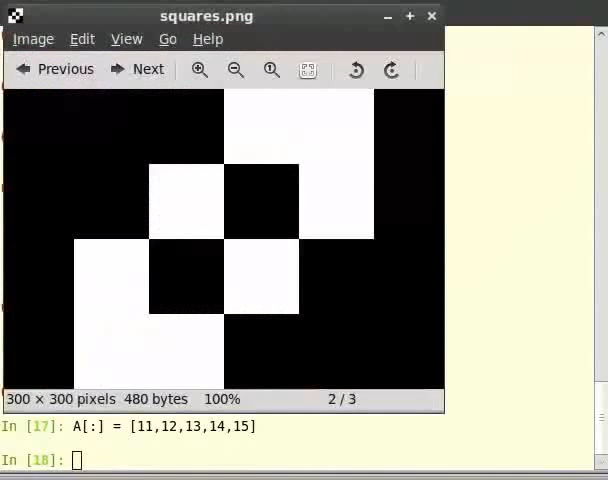 squares.png
Image Edit View Go Help
Previous Next
300 × 300 pixels 480 bytes 100% 2 / 3
In [17]: A[:] = [11,12,13,14,15]
In [18]: